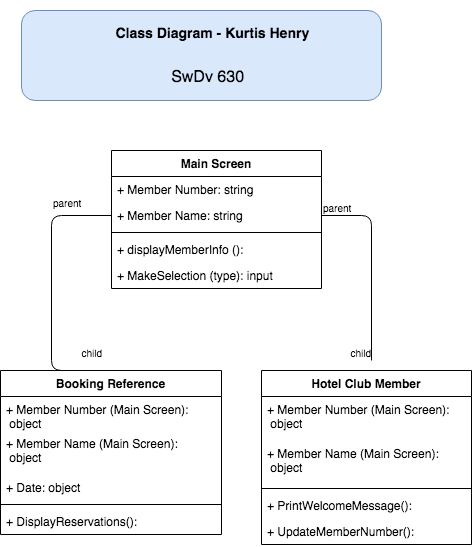 Class Diagram - Kurtis Henry
SwDv 630
Main Screen
+ Member Number: string
+ Member Name: string
+ displayMemberInfo ():
+ MakeSelection (type): input
parent
parent
child
child
Booking Reference
+ Member Number (Main Screen):
object
+ Member Name (Main Screen):
object
+ Date: object
+ DisplayReservations():
Hotel Club Member
+ Member Number (Main Screen):
object
+ Member Name (Main Screen):
object
+ PrintWelcomeMessage():
+ UpdateMemberNumber():